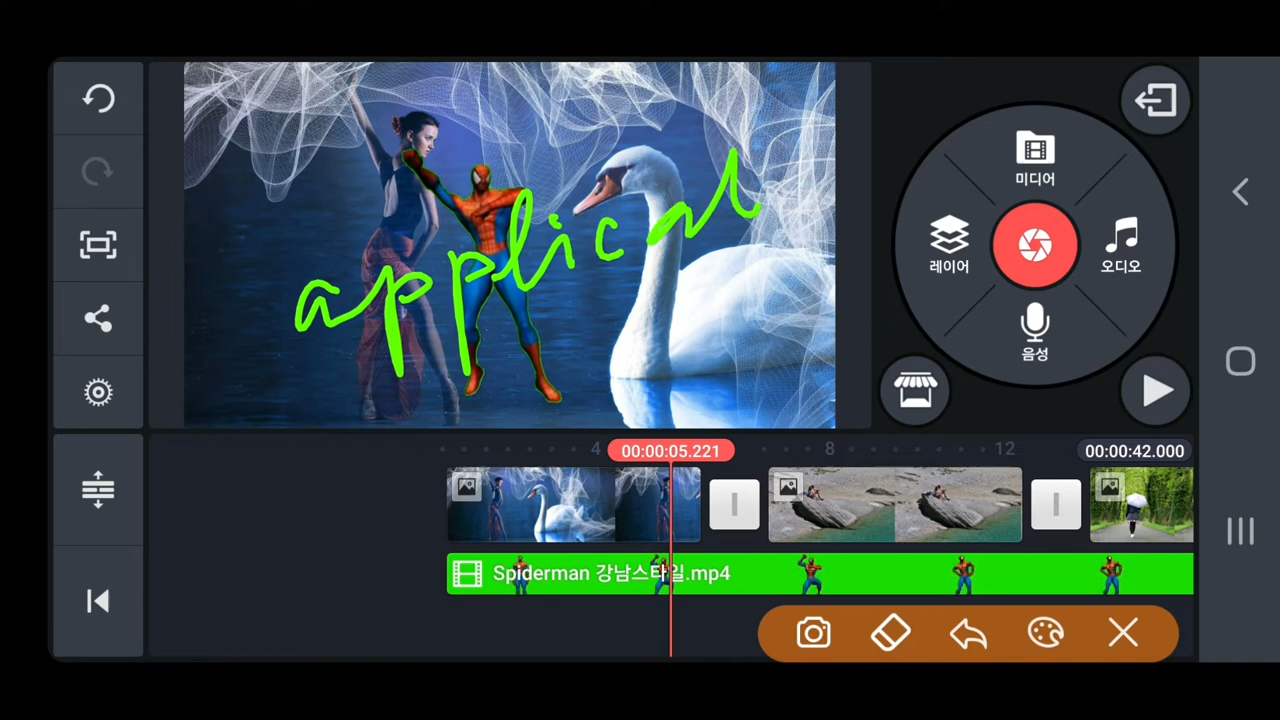 applical
미디어
레이어
오디오
음성
4
00:00:05.221
8
12
00:00:42.000
Spiderman 강남스타일.mp4